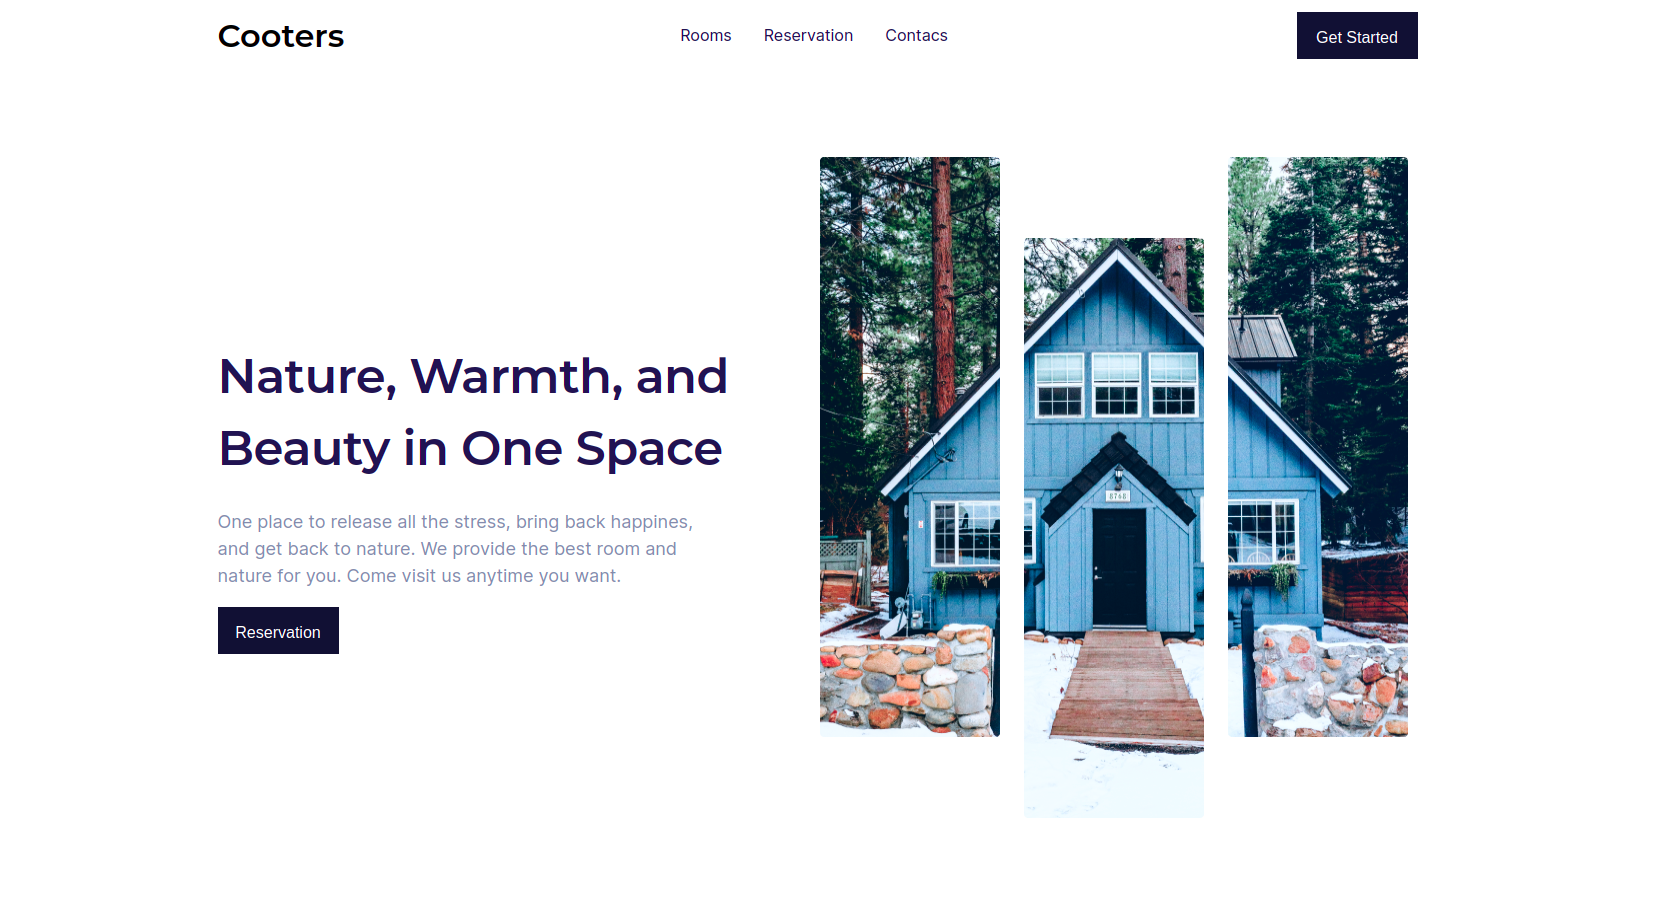 Cooters
Rooms Reservation Contacs
Get Started
Nature, Warmth, and
Beauty in One Space
One place to release all the stress, bring back happines,
and get back to nature. We provide the best room and
nature for you. Come visit us anytime you want.
Reservation
8768